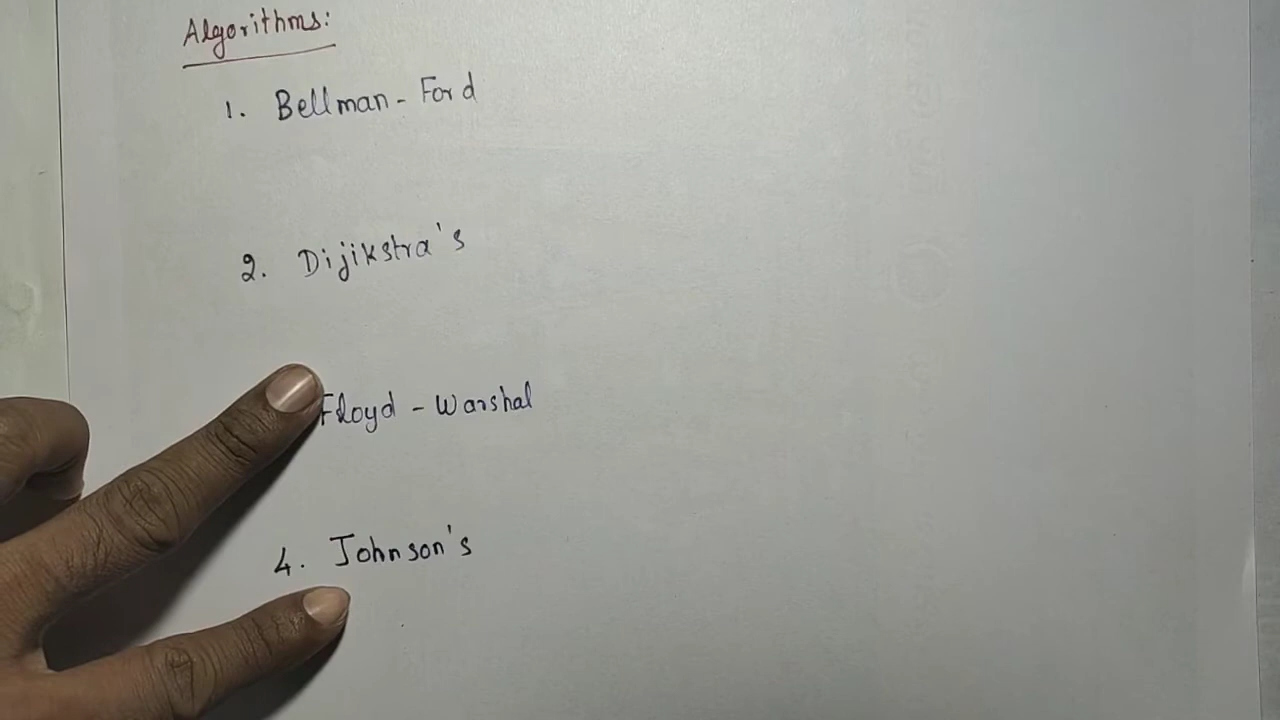 Algorithms:
1. Bellman - Ford
2. Dijikstra's
Floyd - Warshal
4. Johnson's